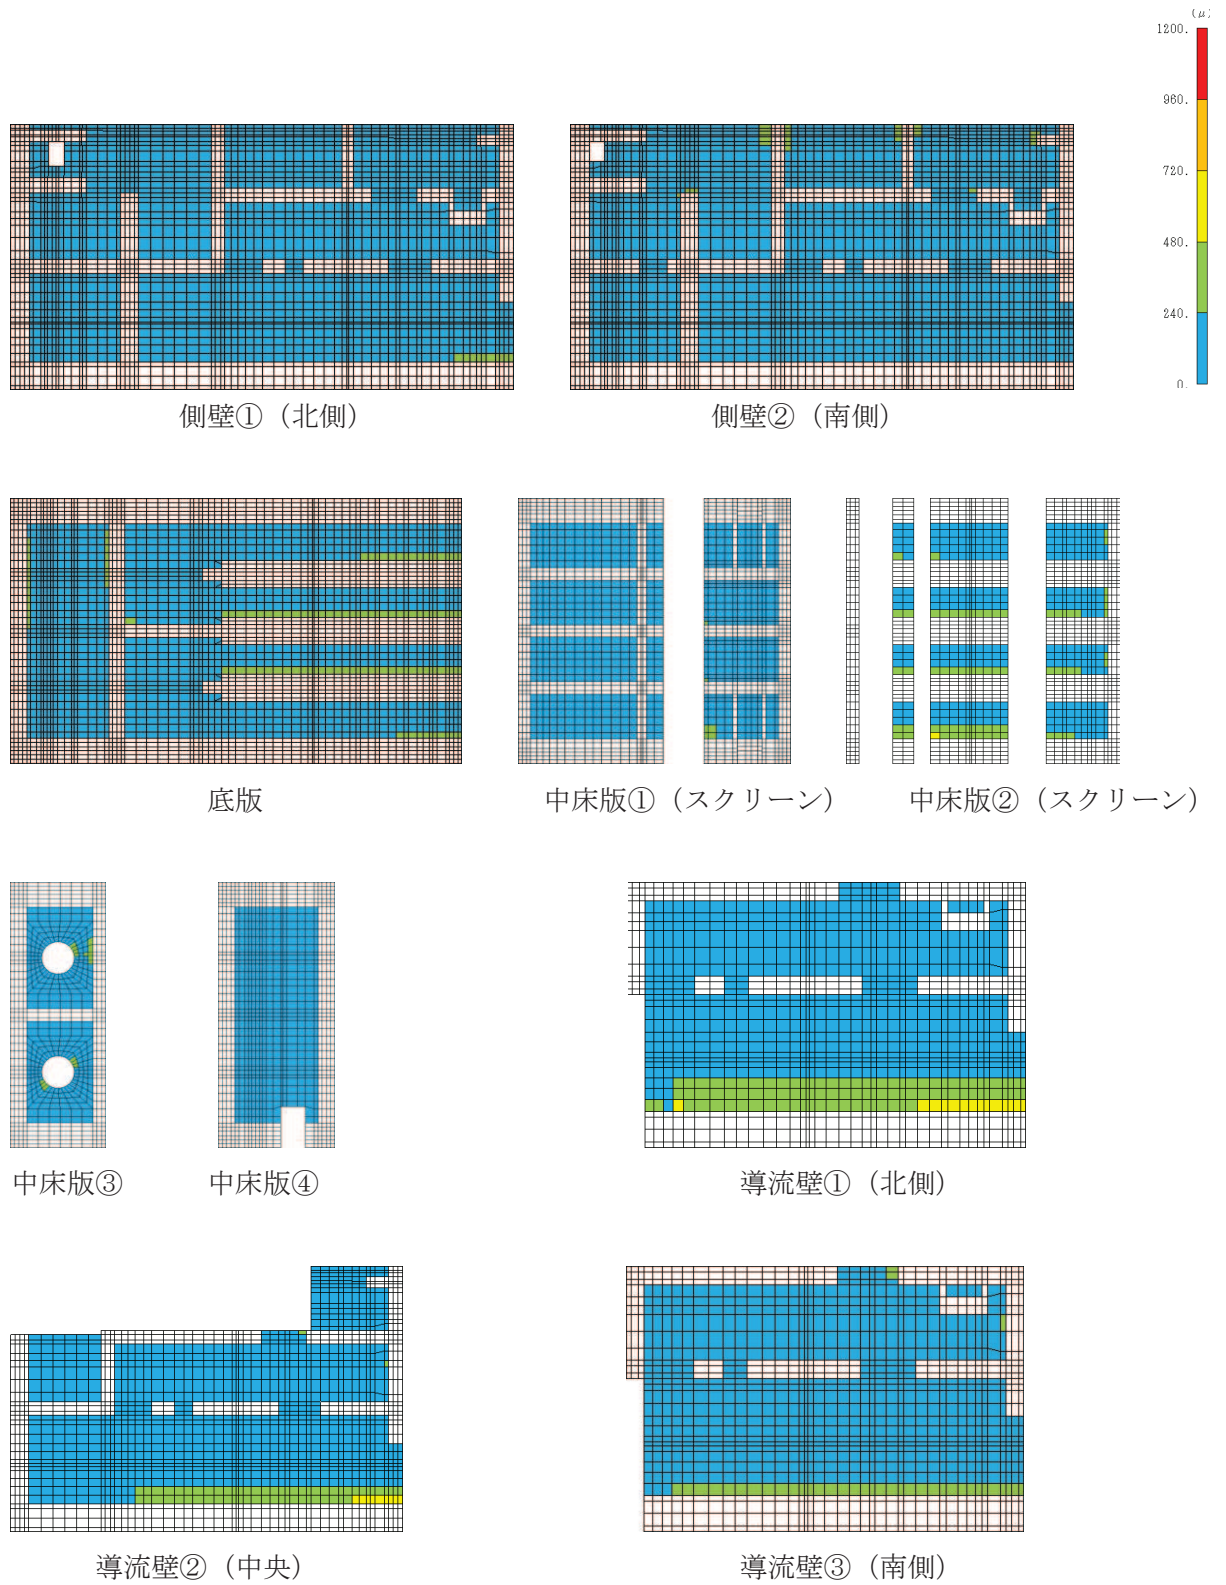 (μ)
1200.
960.
720.
480.
240.
0.
側壁①（北側）
側壁②（南側）
底版
中床版①（スクリーン）
中床版②（スクリーン）
中床版③
中床版④
導流壁①（北側）
導流壁②（中央）
導流壁③（南側）